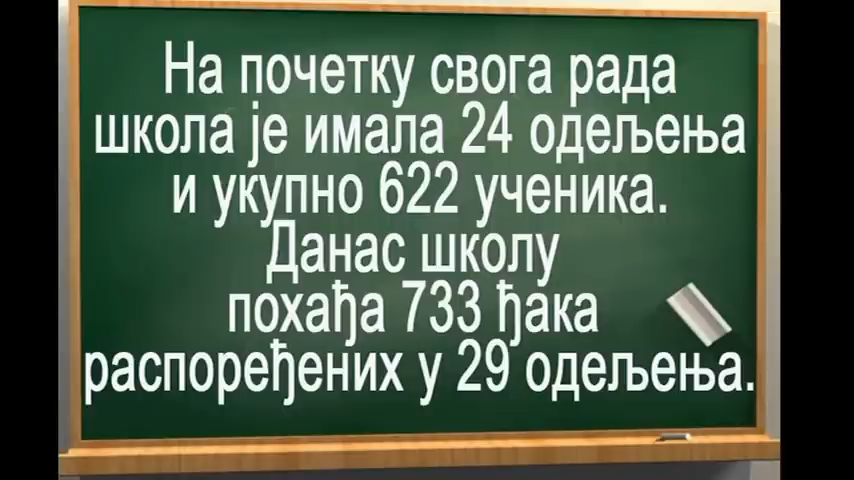 На почетку свога рада
школа је имала 24 одељења
и укупно 622 ученика.
Данас школу
похађа 733 ђака
распоређених у 29 одељења.